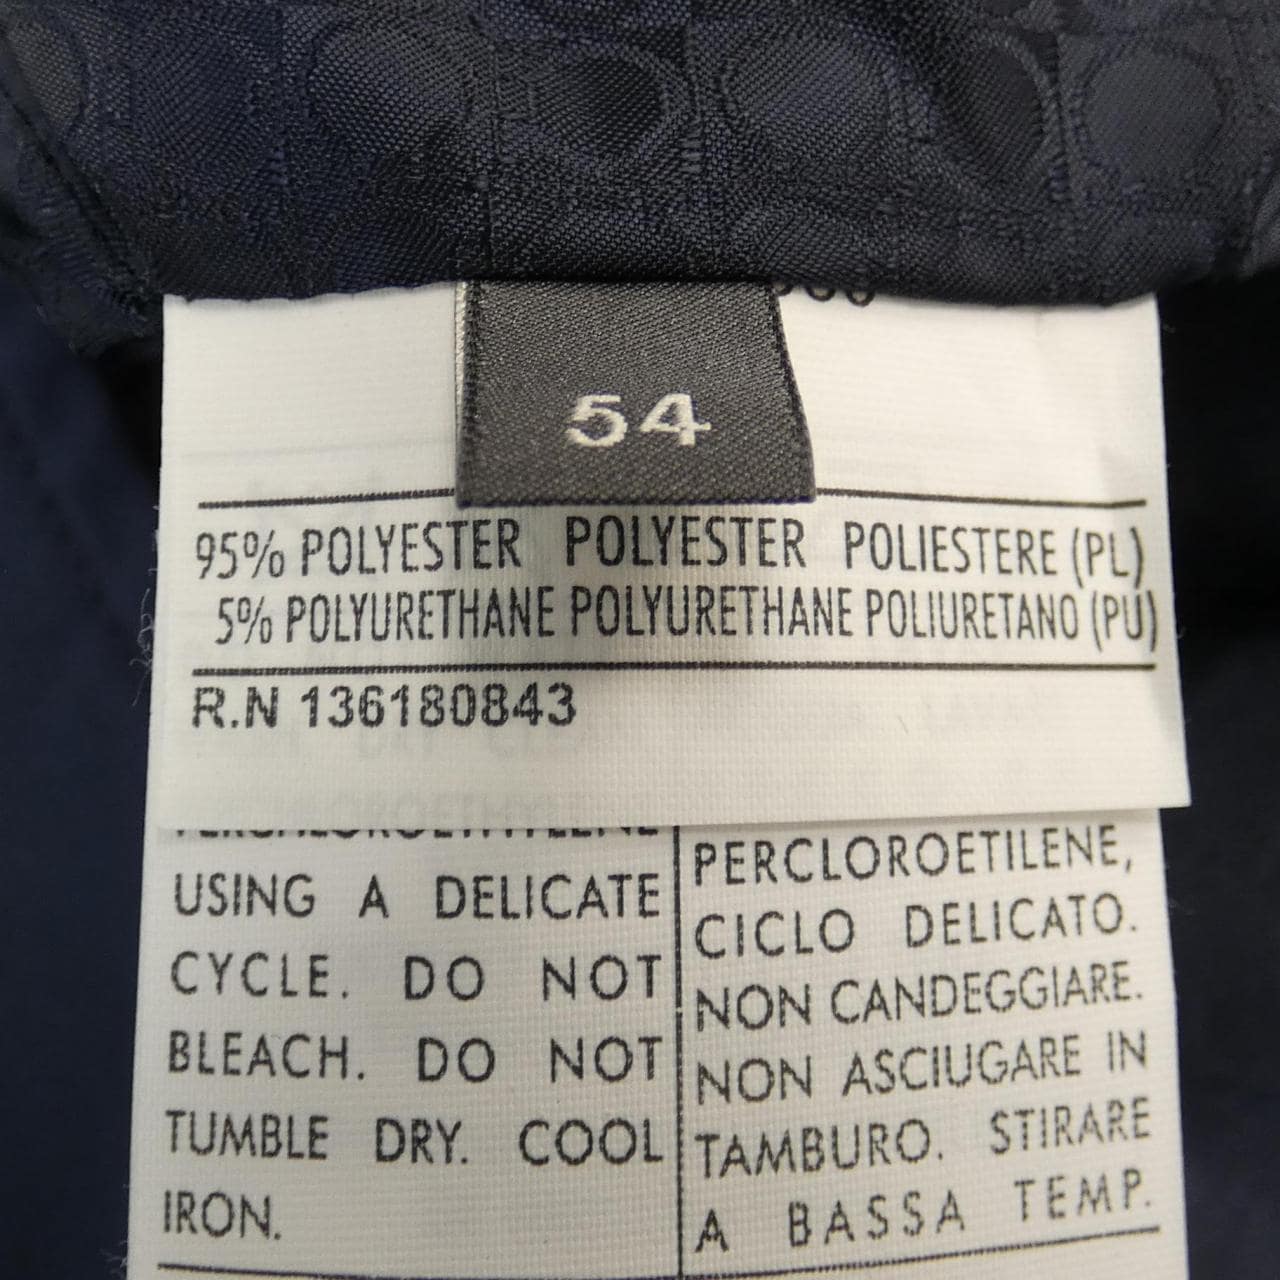 54
95% POLYESTER POLYESTER POLIESTERE (PL)
5% POLYURETHANE POLYURETHANE POLIURETANO (PU)
R.N 136180843
USING A DELICATE
CYCLE. DO NOT
BLEACH. DO NOT
TUMBLE DRY. COOL
IRON.
PERCLOROETILENE,
CICLO DELICATO.
NON CANDEGGIARE.
NON ASCIUGARE IN
TAMBURO. STIRARE
A BASSA TEMP.